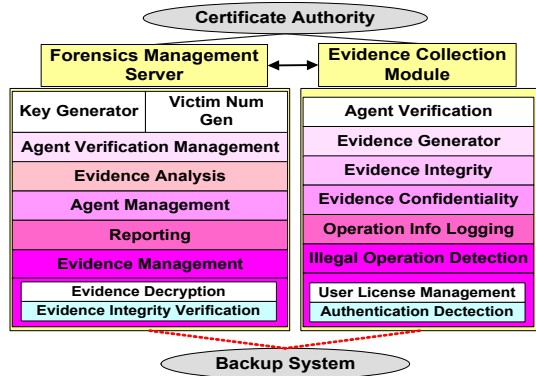 Certificate Authority
Forensics Management
Server
Evidence Collection
Module
Key Generator
Victim Num
Gen
Agent Verification Management
Evidence Analysis
Agent Management
Reporting
Evidence Management
Evidence Decryption
Evidence Integrity Verification
Agent Verification
Evidence Generator
Evidence Integrity
Evidence Confidentiality
Operation Info Logging
Illegal Operation Detection
User License Management
Authentication Dectection
Backup System